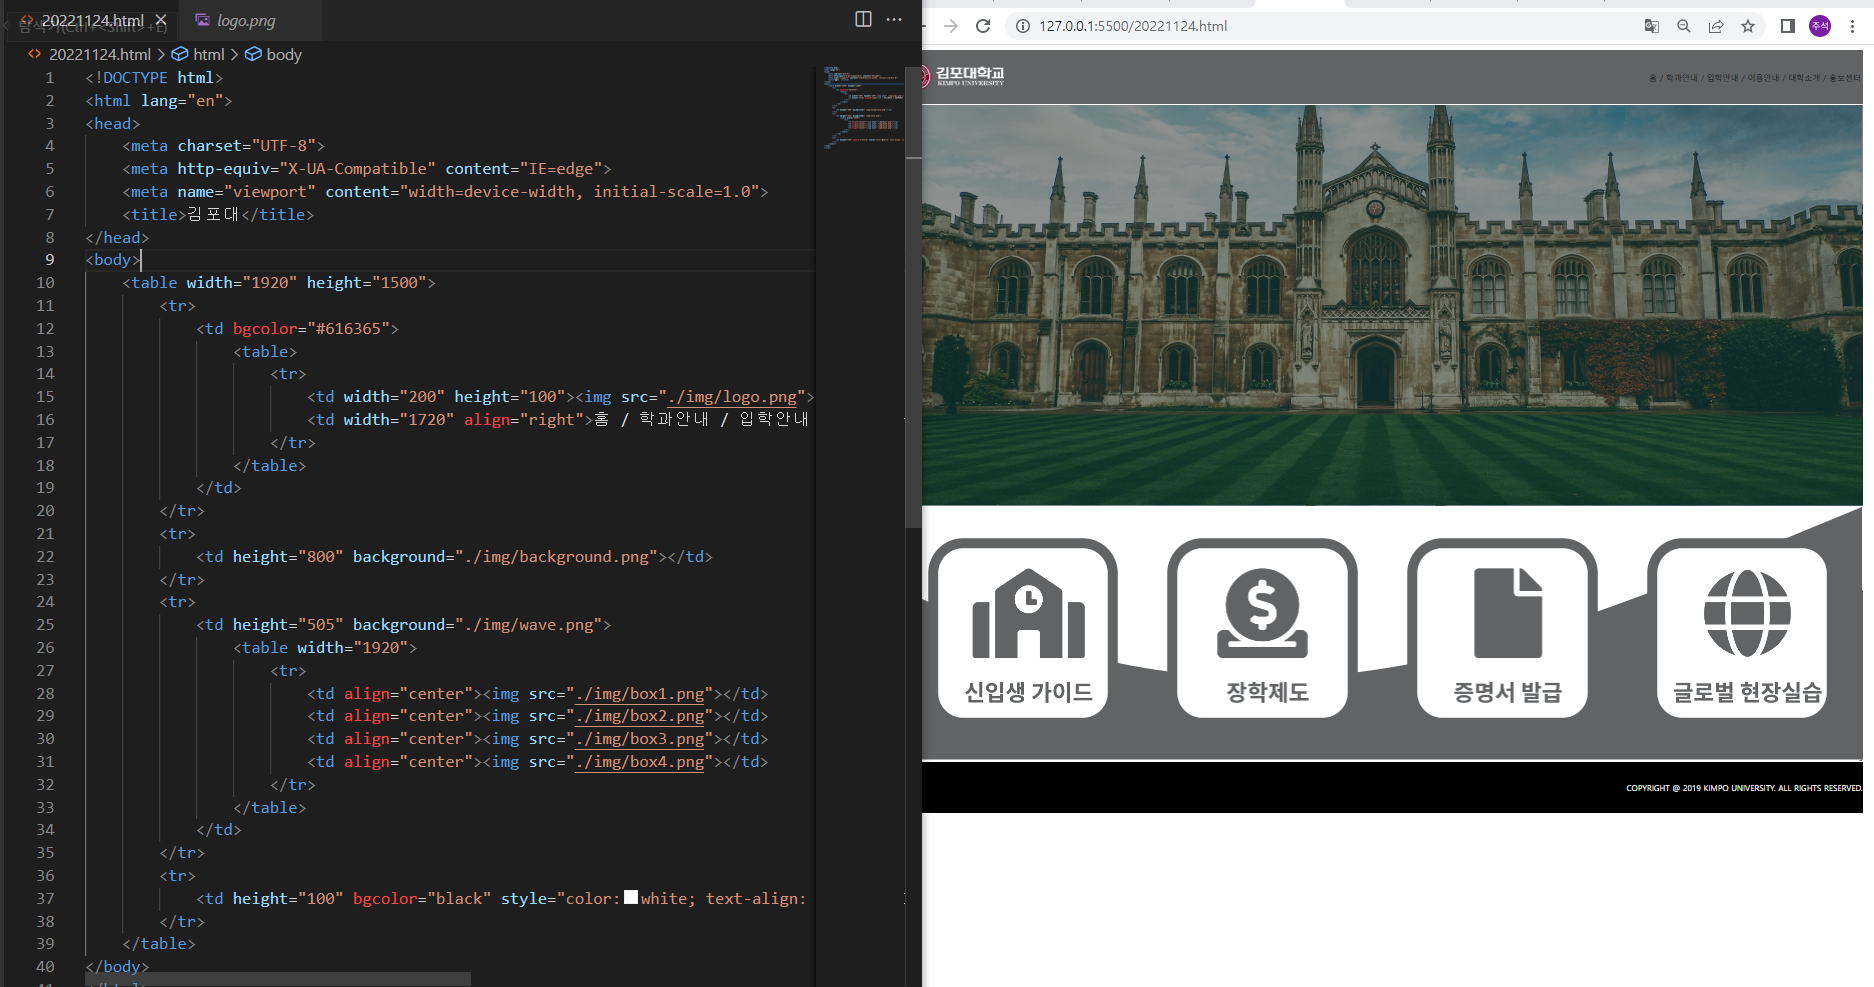 20221124.html
logo.png
20221124.html > html > body
1 <!DOCTYPE html>
2 <html lang="en">
3 <head>
4 <meta charset="UTF-8">
5 <meta http-equiv="X-UA-Compatible" content="IE=edge">
6 <meta name="viewport" content="width=device-width, initial-scale=1.0">
7 <title>김포대</title>
8 </head>
9 <body>
10 <table width="1920" height="1500">
11 <tr>
12 <td bgcolor="#616365">
13 <table>
14 <tr>
15 <td width="200" height="100"><img src="./img/logo.png">
16 <td width="1720" align="right">홈 / 학과안내 / 입학안내
17 </tr>
18 </table>
19 </td>
20 </tr>
21 <tr>
22 <td height="800" background="./img/background.png"></td>
23 </tr>
24 <tr>
25 <td height="505" background="./img/wave.png">
26 <table width="1920">
27 <tr>
28 <td align="center"><img src="./img/box1.png"></td>
29 <td align="center"><img src="./img/box2.png"></td>
30 <td align="center"><img src="./img/box3.png"></td>
31 <td align="center"><img src="./img/box4.png"></td>
32 </tr>
33 </table>
34 </td>
35 </tr>
36 <tr>
37 <td height="100" bgcolor="black" style="color:white; text-align:
38 </tr>
39 </table>
40 </body>
127.0.0.1:5500/20221124.html
주석
김포대학교
KIMPO UNIVERSITY
홈 / 학과안내 / 입학안내 / 이용안내 / 대학소개 / 홍보센터
신입생 가이드
장학제도
증명서 발급
글로벌 현장실습
COPYRIGHT @ 2019 KIMPO UNIVERSITY. ALL RIGHTS RESERVED.